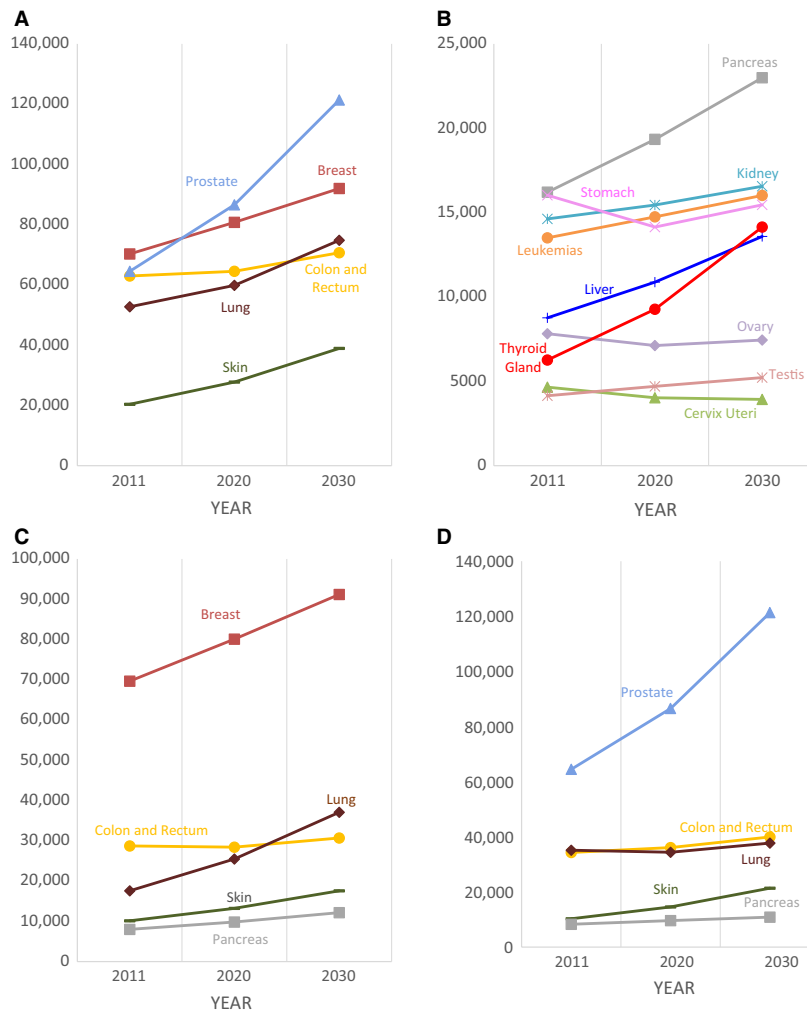 A
140,000
120,000
100,000
80,000
60,000
40,000
20,000
0
Prostate
Breast
Colon and
Rectum
Lung
Skin
2011 2020 2030
YEAR
B
25,000
20,000
15,000
10,000
5000
0
Pancreas
Kidney
Stomach
Leukemias
Liver
Ovary
Thyroid
Gland
Testis
Cervix Uteri
2011 2020 2030
YEAR
C
100,000
90,000
80,000
70,000
60,000
50,000
40,000
30,000
20,000
10,000
0
Breast
Lung
Colon and Rectum
Skin
Pancreas
2011 2020 2030
YEAR
D
140,000
120,000
100,000
80,000
60,000
40,000
20,000
0
Prostate
Colon and Rectum
Lung
Skin
Pancreas
2011 2020 2030
YEAR